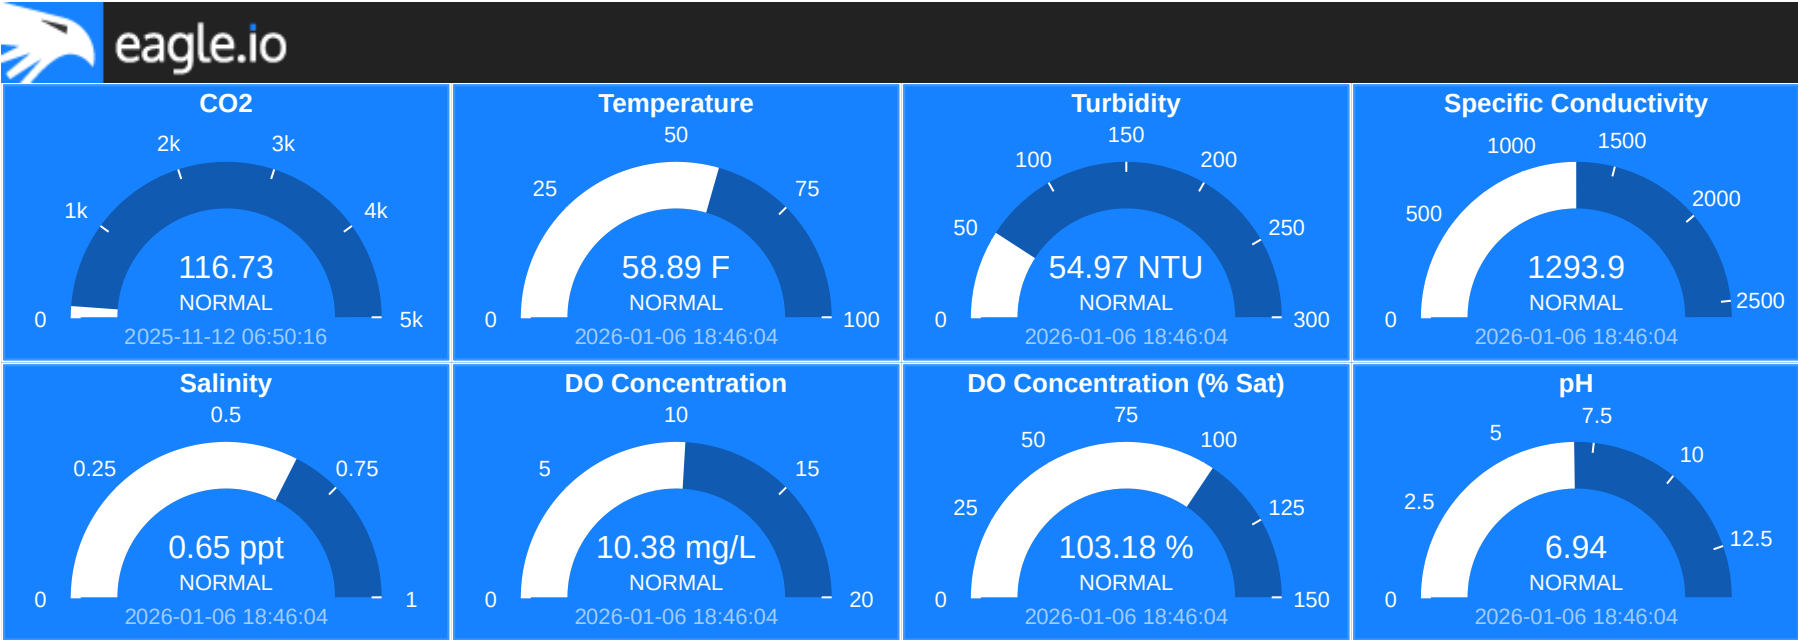 eagle.io
CO2
2k
3k
1k
4k
116.73
NORMAL
0
5k
2025-11-12 06:50:16
Temperature
50
25
75
58.89 F
NORMAL
0
100
2026-01-06 18:46:04
Turbidity
150
100
200
50
250
54.97 NTU
NORMAL
0
300
2026-01-06 18:46:04
Specific Conductivity
1000
1500
500
2000
1293.9
NORMAL
2500
0
2026-01-06 18:46:04
Salinity
0.5
0.25
0.75
0.65 ppt
NORMAL
0
1
2026-01-06 18:46:04
DO Concentration
10
5
15
10.38 mg/L
NORMAL
0
20
2026-01-06 18:46:04
DO Concentration (% Sat)
75
50
100
25
125
103.18 %
NORMAL
0
150
2026-01-06 18:46:04
pH
7.5
5
10
2.5
12.5
6.94
NORMAL
0
2026-01-06 18:46:04